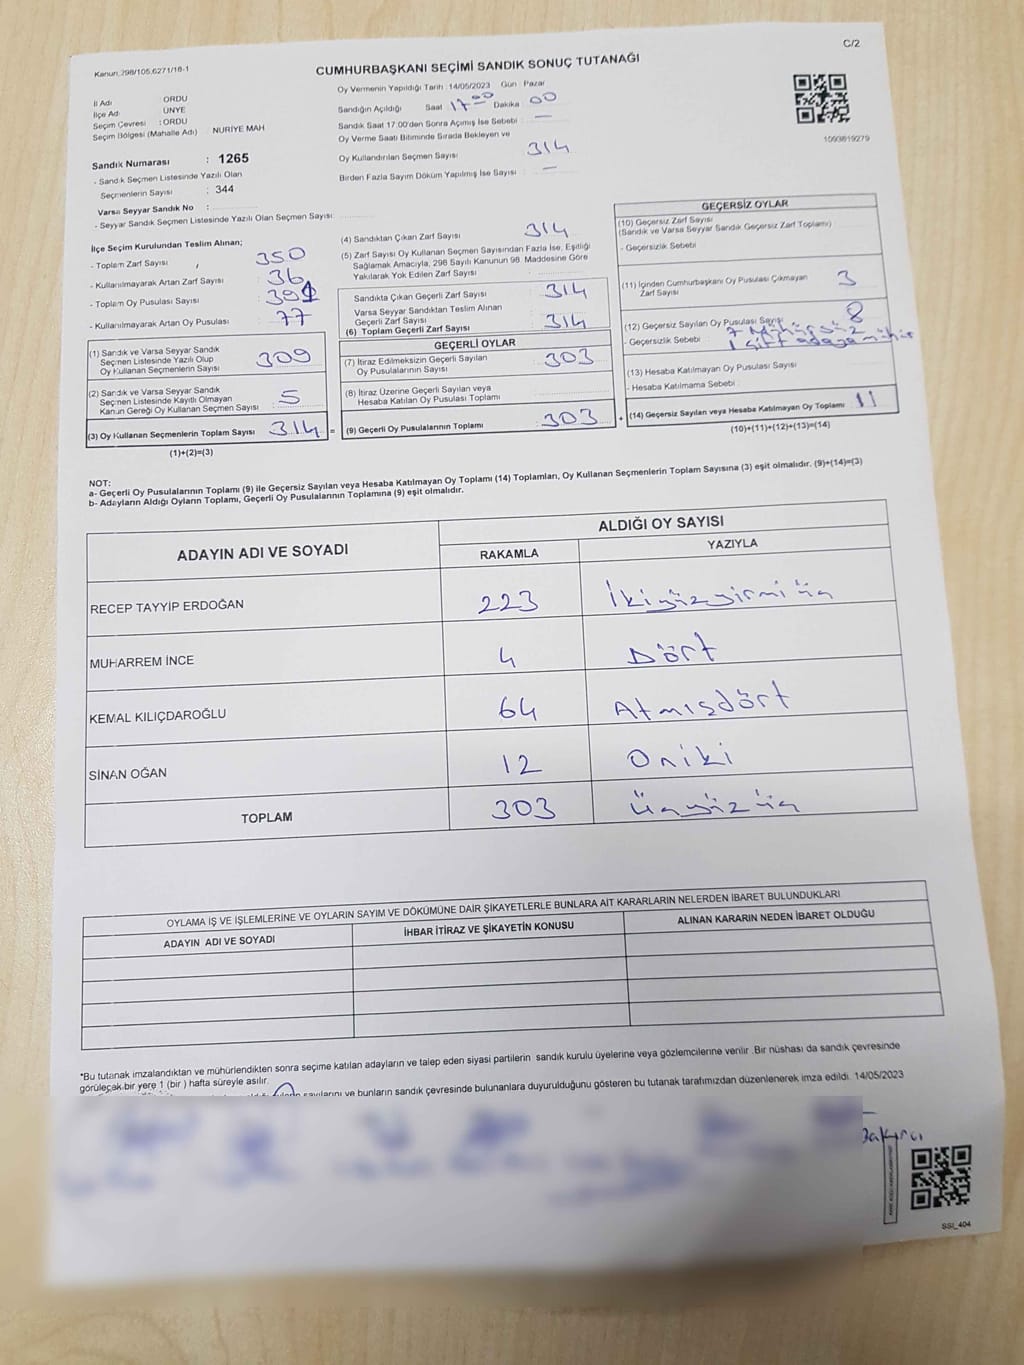 C/2
Kanun:298/105,6271/18-1
CUMHURBAŞKANI SEÇİMİ SANDIK SONUÇ TUTANAĞI
İl Adı : ORDU
İlçe Adı : ÜNYE
Seçim Çevresi : ORDU
Seçim Bölgesi (Mahalle Adı) NURİYE MAH
Sandık Numarası : 1265
- Sandık Seçmen Listesinde Yazılı Olan
Seçmenlerin Sayısı : 344
Varsa Seyyar Sandık No :
- Seyyar Sandık Seçmen Listesinde Yazılı Olan Seçmen Sayısı:
Oy Vermenin Yapıldığı Tarih :14/05/2023 Gün : Pazar
Sandığın Açıldığı Saat 17 00 Dakika 00
Sandık Saat 17:00'den Sonra Açımış İse Sebebi : —
Oy Verme Saati Bitiminde Sırada Bekleyen ve
Oy Kullandırılan Seçmen Sayısı 314
Birden Fazla Sayım Döküm Yapılmış İse Sayısı : —
1093819279
İlçe Seçim Kurulundan Teslim Alınan;
- Toplam Zarf Sayısı : 350
- Kullanılmayarak Artan Zarf Sayısı : 36
- Toplam Oy Pusulası Sayısı : 391
- Kullanılmayarak Artan Oy Pusulası : 77
(1) Sandık ve Varsa Seyyar Sandık
Seçmen Listesinde Yazılı Olup
Oy Kullanan Seçmenlerin Sayısı : 309
(2) Sandık ve Varsa Seyyar Sandık
Seçmen Listesinde Kayıtlı Olmayan
Kanun Gereği Oy Kullanan Seçmen Sayısı : 5
(3) Oy Kullanan Seçmenlerin Toplam Sayısı : 314 =
(1)+(2)=(3)
(4) Sandıktan Çıkan Zarf Sayısı : 314
(5) Zarf Sayısı Oy Kullanan Seçmen Sayısından Fazla İse, Eşitliği
Sağlamak Amacıyla, 298 Sayılı Kanunun 98. Maddesine Göre
Yakılarak Yok Edilen Zarf Sayısı :
Sandıkta Çıkan Geçerli Zarf Sayısı : 314
Varsa Seyyar Sandıktan Teslim Alınan
Geçerli Zarf Sayısı :
(6) Toplam Geçerli Zarf Sayısı : 314
GEÇERLİ OYLAR
(7) İtiraz Edilmeksizin Geçerli Sayılan
Oy Pusulalarının Sayısı : 303
(8) İtiraz Üzerine Geçerli Sayılan veya
Hesaba Katılan Oy Pusulası Toplamı :
(9) Geçerli Oy Pusulalarının Toplamı : 303 +
GEÇERSİZ OYLAR
(10) Geçersiz Zarf Sayısı
(Sandık ve Varsa Seyyar Sandık Geçersiz Zarf Toplamı) :
- Geçersizlik Sebebi :
(11) İçinden Cumhurbaşkanı Oy Pusulası Çıkmayan
Zarf Sayısı : 3
(12) Geçersiz Sayılan Oy Pusulası Sayısı : 8
- Geçersizlik Sebebi : 7 Mühürsüz
1 çift adaya mühür
(13) Hesaba Katılmayan Oy Pusulası Sayısı :
- Hesaba Katılmama Sebebi :
(14) Geçersiz Sayılan veya Hesaba Katılmayan Oy Toplamı : 11
(10)+(11)+(12)+(13)=(14)
NOT:
a- Geçerli Oy Pusulalarının Toplamı (9) ile Geçersiz Sayılan veya Hesaba Katılmayan Oy Toplamı (14) Toplamları, Oy Kullanan Seçmenlerin Toplam Sayısına (3) eşit olmalıdır. (9)+(14)=(3)
b- Adayların Aldığı Oyların Toplamı, Geçerli Oy Pusulalarının Toplamına (9) eşit olmalıdır.
ADAYIN ADI VE SOYADI ALDIĞI OY SAYISI
RAKAMLA YAZIYLA
RECEP TAYYİP ERDOĞAN 223 İkiyüzyirmiüç
MUHARREM İNCE 4 Dört
KEMAL KILIÇDAROĞLU 64 Atmışdört
SİNAN OĞAN 12 Oniki
TOPLAM 303 Üçyüzüç
OYLAMA İŞ VE İŞLEMLERİNE VE OYLARIN SAYIM VE DÖKÜMÜNE DAİR ŞİKAYETLERLE BUNLARA AİT KARARLARIN NELERDEN İBARET BULUNDUKLARI
ADAYIN ADI VE SOYADI İHBAR İTİRAZ VE ŞİKAYETİN KONUSU ALINAN KARARIN NEDEN İBARET OLDUĞU
*Bu tutanak imzalandıktan ve mühürlendikten sonra seçime katılan adayların ve talep eden siyasi partilerin sandık kurulu üyelerine veya gözlemcilerine verilir. Bir nüshası da sandık çevresinde
görülecek bir yere 1 (bir) hafta süreyle asılır.
sayılarını ve bunların sandık çevresinde bulunanlara duyurulduğunu gösteren bu tutanak tarafımızdan düzenlenerek imza edildi. 14/05/2023
SSI_404